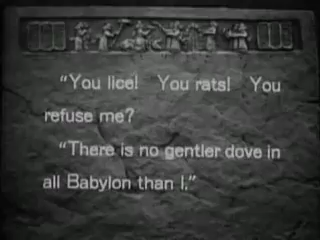 “You lice!  You rats!  You
refuse me?
“There is no gentler dove in
all Babylon than I.”